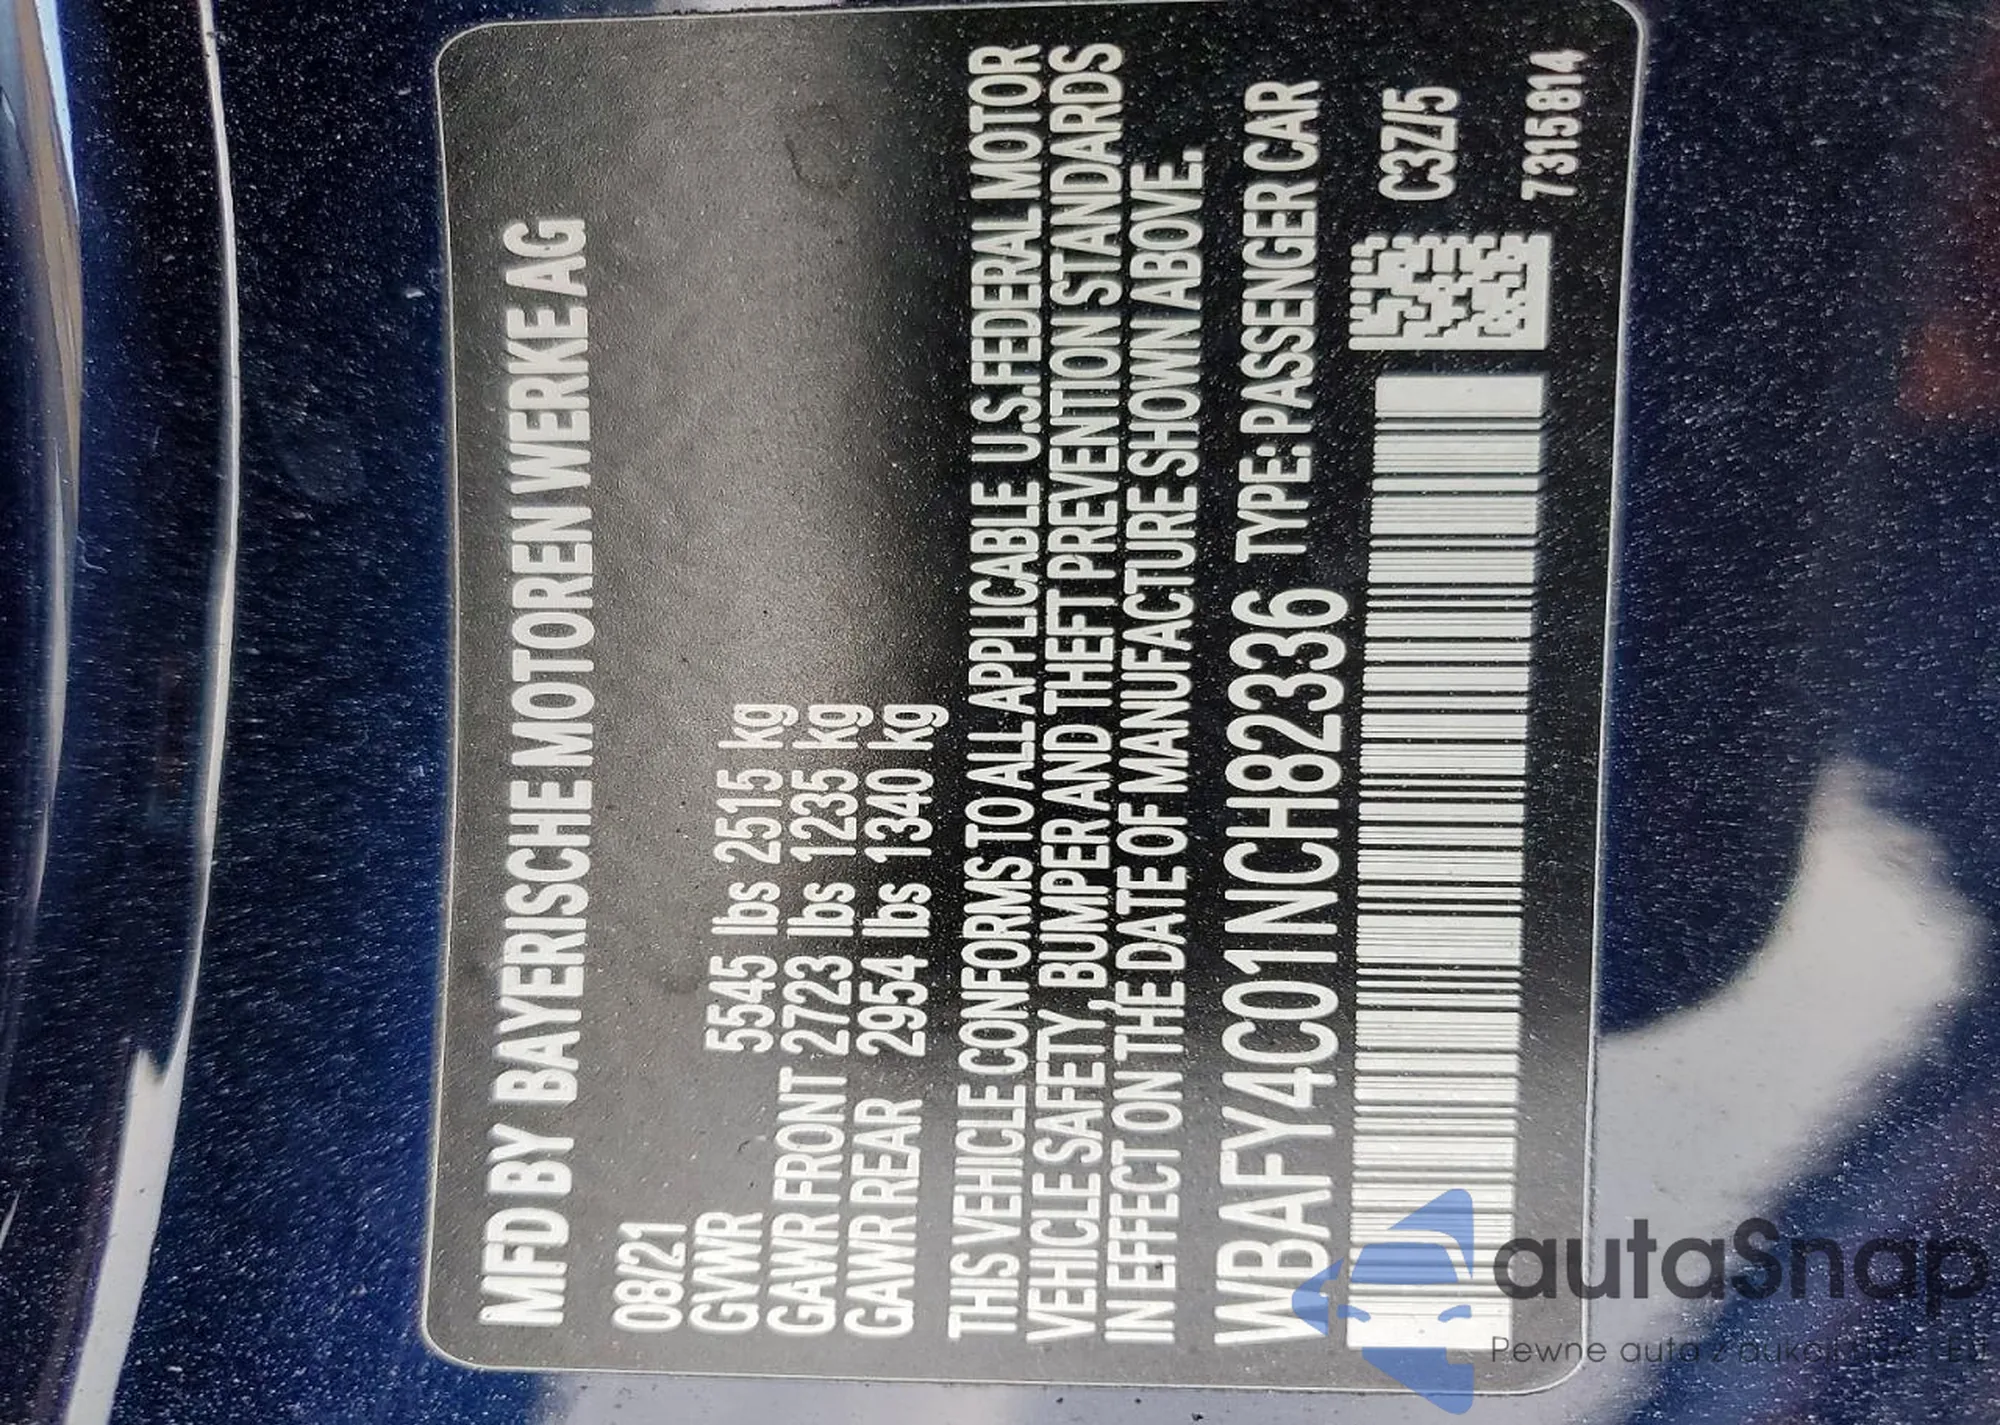 MFD BY BAYERISCHE MOTOREN WERKE AG
08/21
GVWR 5545 lbs 2515 kg
GAWR FRONT 2723 lbs 1235 kg
GAWR REAR 2954 lbs 1340 kg
THIS VEHICLE CONFORMS TO ALL APPLICABLE U.S.FEDERAL MOTOR
VEHICLE SAFETY, BUMPER AND THEFT PREVENTION STANDARDS
IN EFFECT ON THE DATE OF MANUFACTURE SHOWN ABOVE.
WBAFY4C01NCH82336 TYPE: PASSENGER CAR
C3Z/5
7315814
autaSnap
Pewne auto z aukcji